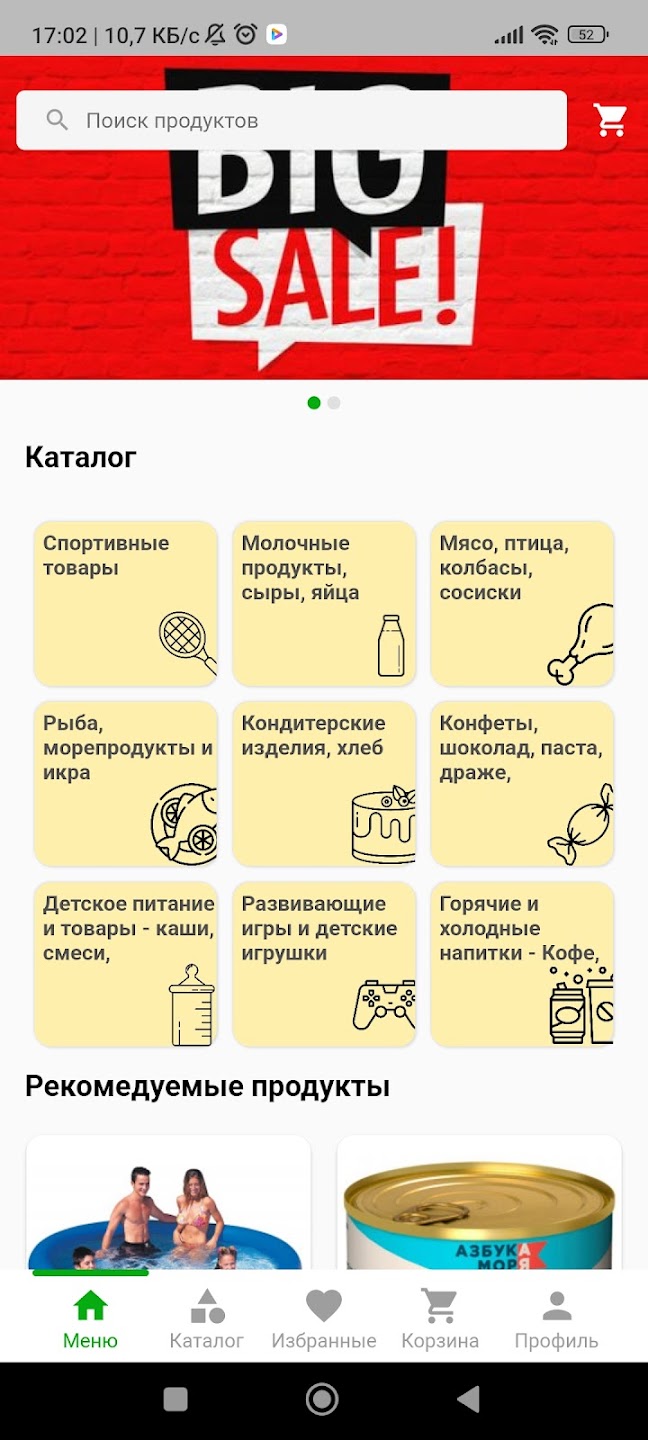 17:02 | 10,7 КБ/с
52
Поиск продуктов
BIG
SALE!
Каталог
Спортивные
товары
Молочные
продукты,
сыры, яйца
Мясо, птица,
колбасы,
сосиски
Рыба,
морепродукты и
икра
Кондитерские
изделия, хлеб
Конфеты,
шоколад, паста,
драже,
Детское питание
и товары - каши,
смеси,
Развивающие
игры и детские
игрушки
Горячие и
холодные
напитки - Кофе,
Рекомедуемые продукты
АЗБУКА
МОРЯ
Меню
Каталог
Избранные
Корзина
Профиль